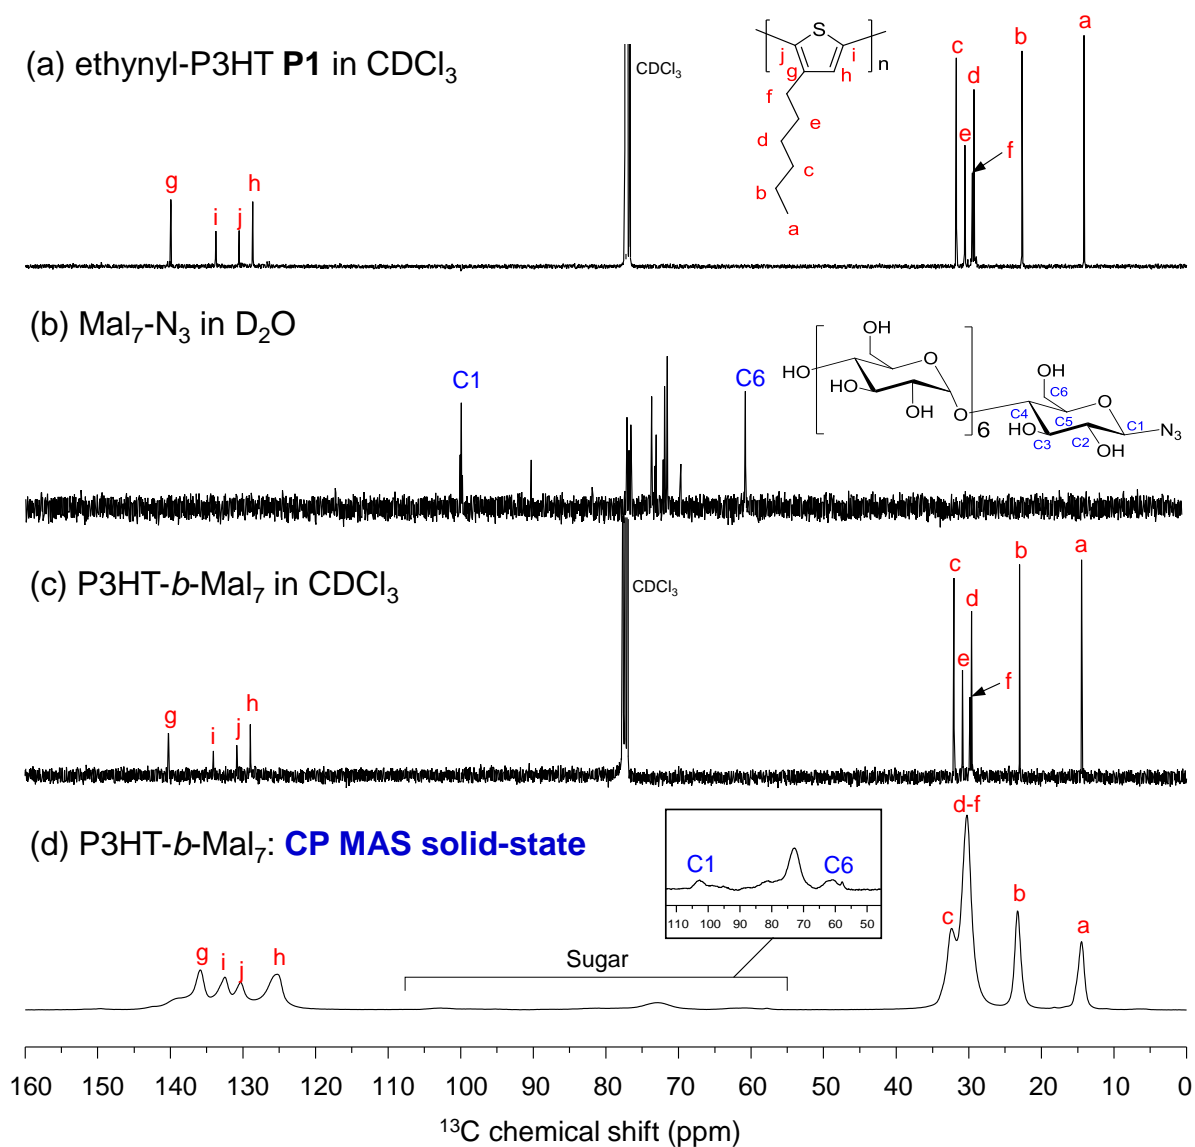 (a) ethynyl-P3HT P1 in CDCl3
CDCl3
g
i
j
h
c
e
d
f
b
a
S
n
j
i
g
h
f
e
d
c
b
a
(b) Mal7-N3 in D2O
C1
C6
OH
HO
O
HO
OH
O
6
OH
C6
O
C4
C5
C1
HO
C3
C2
OH
N3
(c) P3HT-b-Mal7 in CDCl3
CDCl3
g
i
j
h
c
e
d
f
b
a
(d) P3HT-b-Mal7: CP MAS solid-state
C1
C6
110 100 90 80 70 60 50
Sugar
g
i
j
h
c
d-f
b
a
160 150 140 130 120 110 100 90 80 70 60 50 40 30 20 10 0
13C chemical shift (ppm)